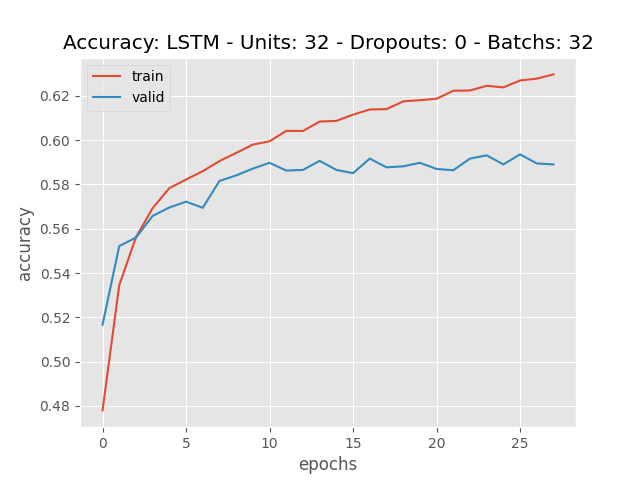 Accuracy: LSTM - Units: 32 - Dropouts: 0 - Batchs: 32
train
valid
0.62
0.60
0.58
0.56
0.54
0.52
0.50
0.48
accuracy
0 5 10 15 20 25
epochs